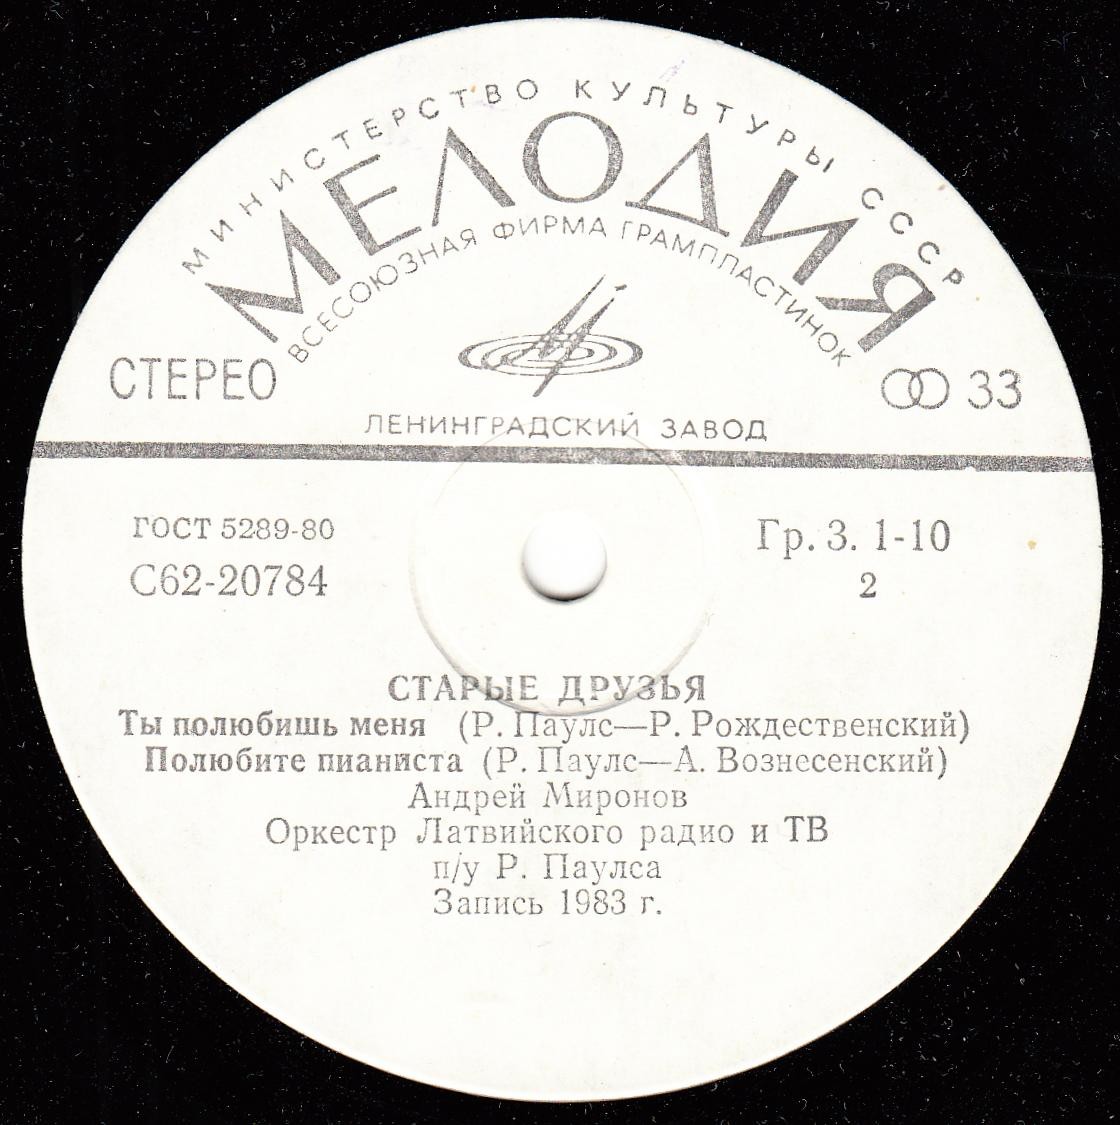 МИНИСТЕРСТВО КУЛЬТУРЫ СССР
МЕЛОДИЯ
ВСЕСОЮЗНАЯ ФИРМА ГРАМПЛАСТИНОК
СТЕРЕО
33
ЛЕНИНГРАДСКИЙ ЗАВОД
ГОСТ 5289-80
Гр. 3. 1-10
С62-20784
2
СТАРЫЕ ДРУЗЬЯ
Ты полюбишь меня (Р. Паулс—Р. Рождественский)
Полюбите пианиста (Р. Паулс—А. Вознесенский)
Андрей Миронов
Оркестр Латвийского радио и ТВ
п/у Р. Паулса
Запись 1983 г.